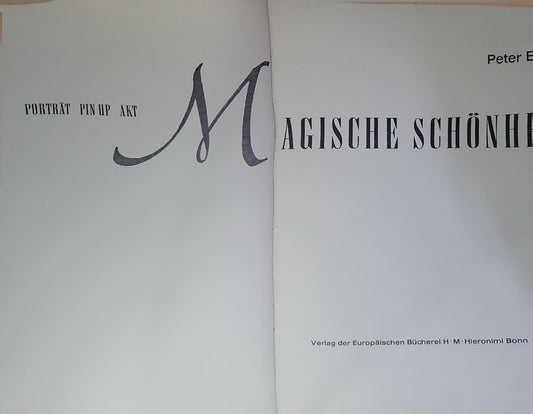 Peter E
PORTRÄT PIN UP AKT
MAGISCHE SCHÖNHE
Verlag der Europäischen Bücherei H · M · Hieronimi Bonn